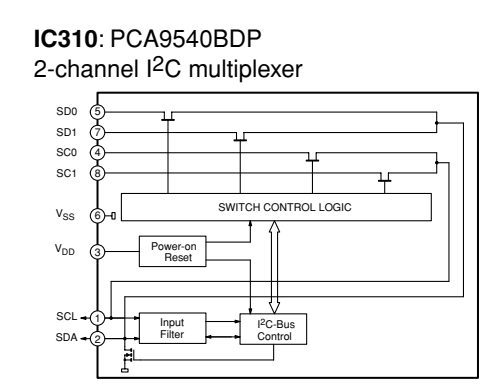 IC310: PCA9540BDP
2-channel I2C multiplexer
SD0 5
SD1 7
SC0 4
SC1 8
SWITCH CONTROL LOGIC
VSS 6
VDD 3
Power-on
Reset
SCL 1
SDA 2
Input
Filter
I2C-Bus
Control